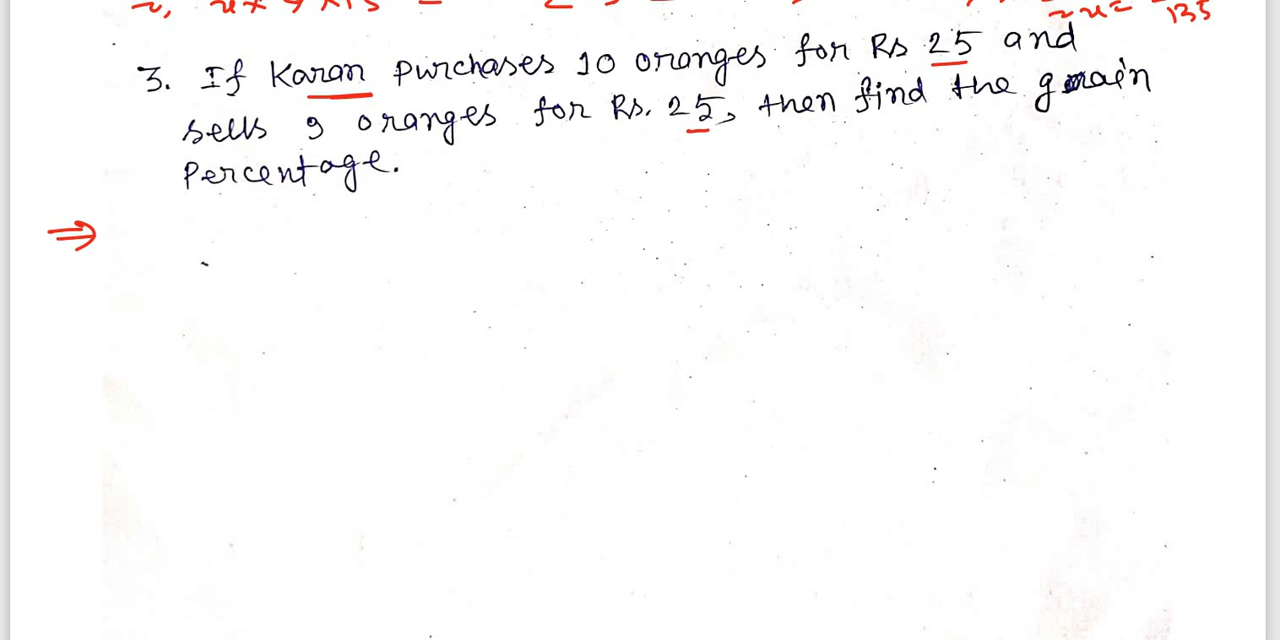 3. If Karan purchases 10 oranges for Rs 25 and
sells 9 oranges for Rs. 25, then find the gain
Percentage.
⇒